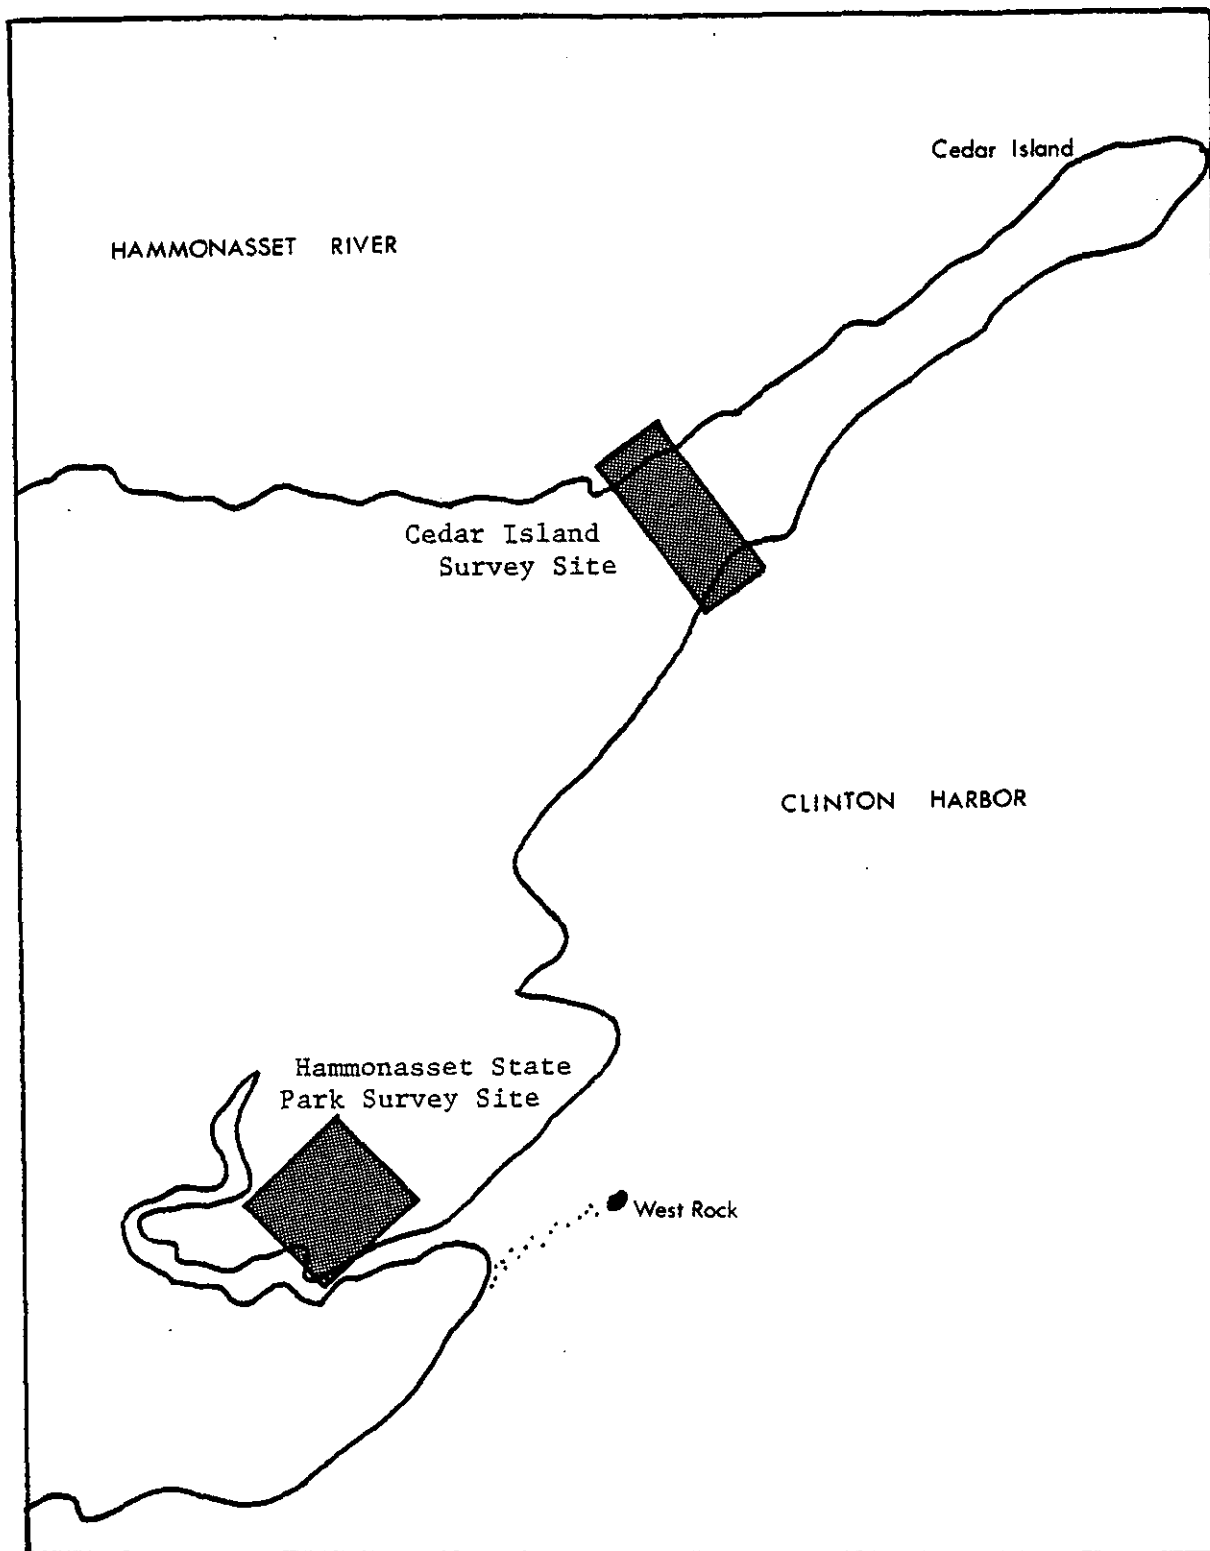 Cedar Island
HAMMONASSET RIVER
Cedar Island
Survey Site
CLINTON HARBOR
Hammonasset State
Park Survey Site
West Rock